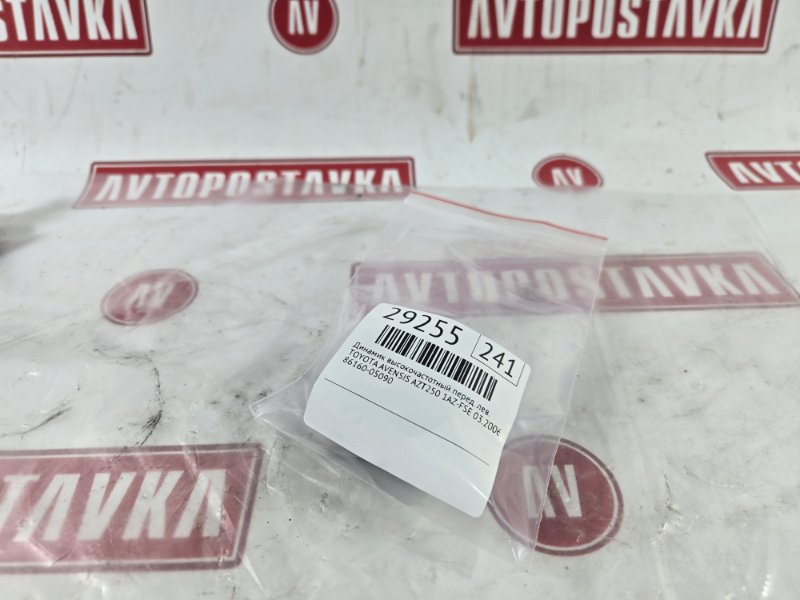 AVTOPOSTAVKA
AV
AVTOPOSTAVKA
AVTOPOSTAVKA
AV
AV
AVTOPOSTAVKA
29255
241
Динамик высокочастотный перед. лев.
TOYOTA AVENSIS AZT250 1AZ-FSE 03.2006
86160-05090
STAVKA
AV